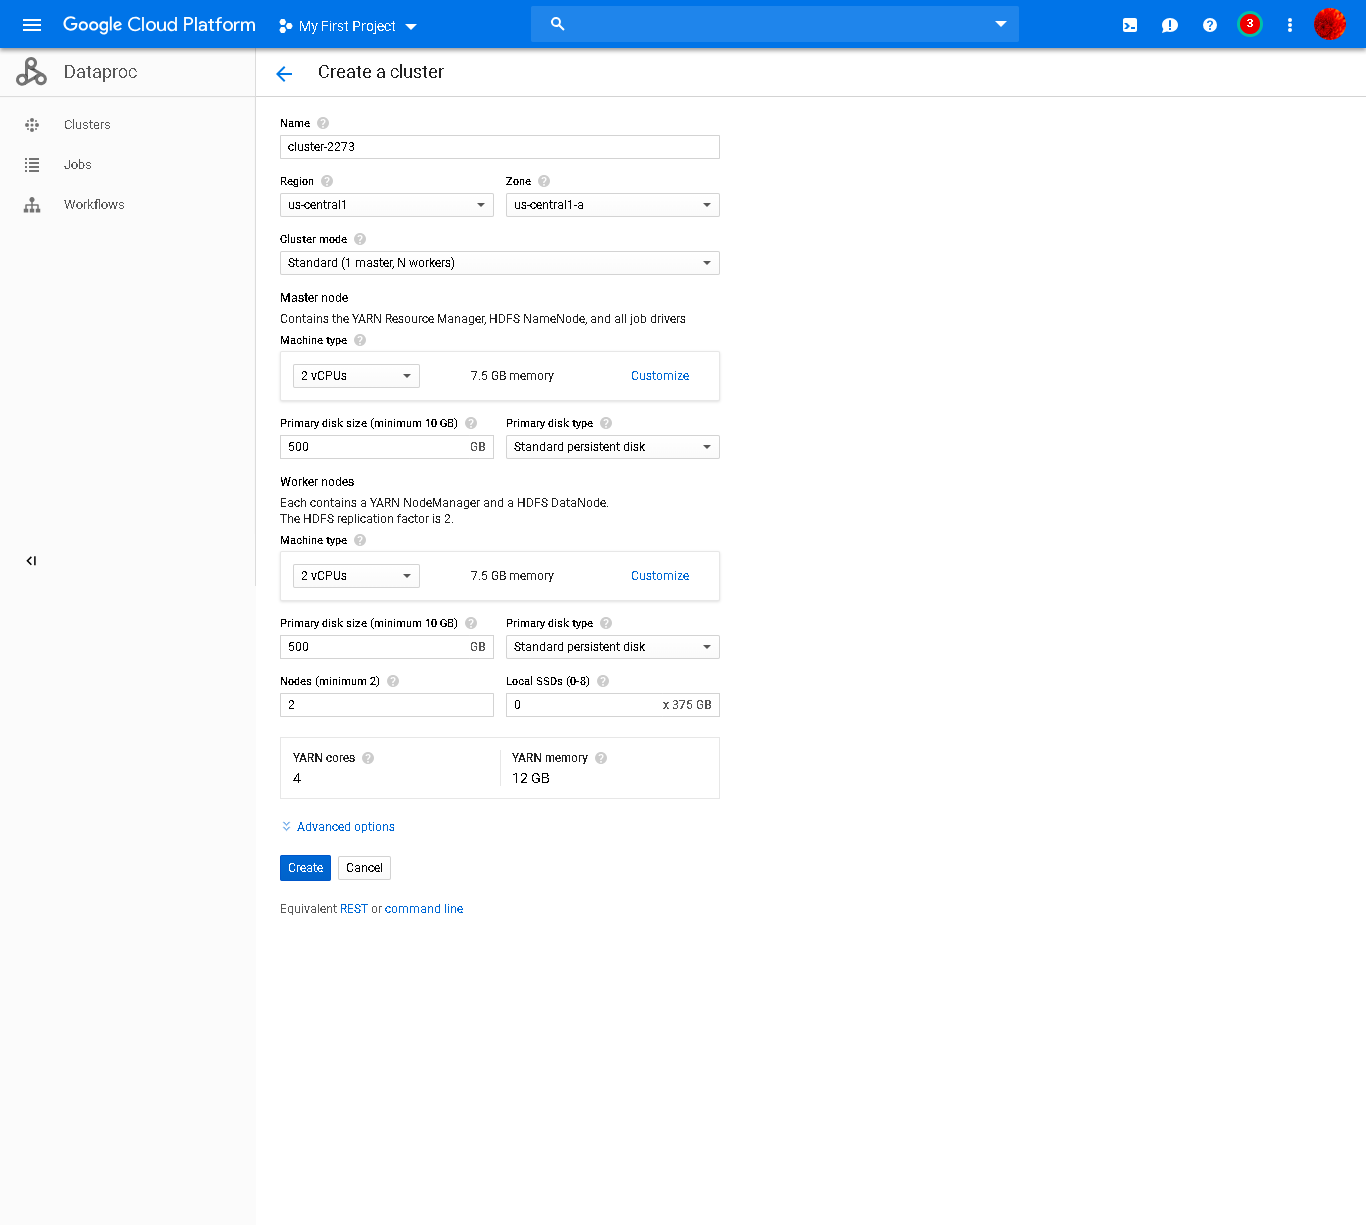 Google Cloud Platform
My First Project
3
Dataproc
Create a cluster
Clusters
Jobs
Workflows
Name
cluster-2273
Region
Zone
us-central1
us-central1-a
Cluster mode
Standard (1 master, N workers)
Master node
Contains the YARN Resource Manager, HDFS NameNode, and all job drivers
Machine type
2 vCPUs
7.5 GB memory
Customize
Primary disk size (minimum 10 GB)
Primary disk type
500 GB
Standard persistent disk
Worker nodes
Each contains a YARN NodeManager and a HDFS DataNode.
The HDFS replication factor is 2.
Machine type
2 vCPUs
7.5 GB memory
Customize
Primary disk size (minimum 10 GB)
Primary disk type
500 GB
Standard persistent disk
Nodes (minimum 2)
Local SSDs (0-8)
2
0 x 375 GB
YARN cores
YARN memory
4
12 GB
Advanced options
Create
Cancel
Equivalent REST or command line